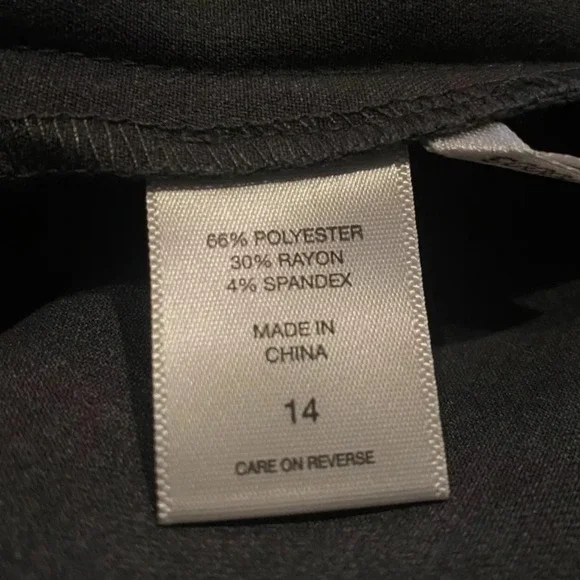 66% POLYESTER
30% RAYON
4% SPANDEX
MADE IN
CHINA
14
CARE ON REVERSE